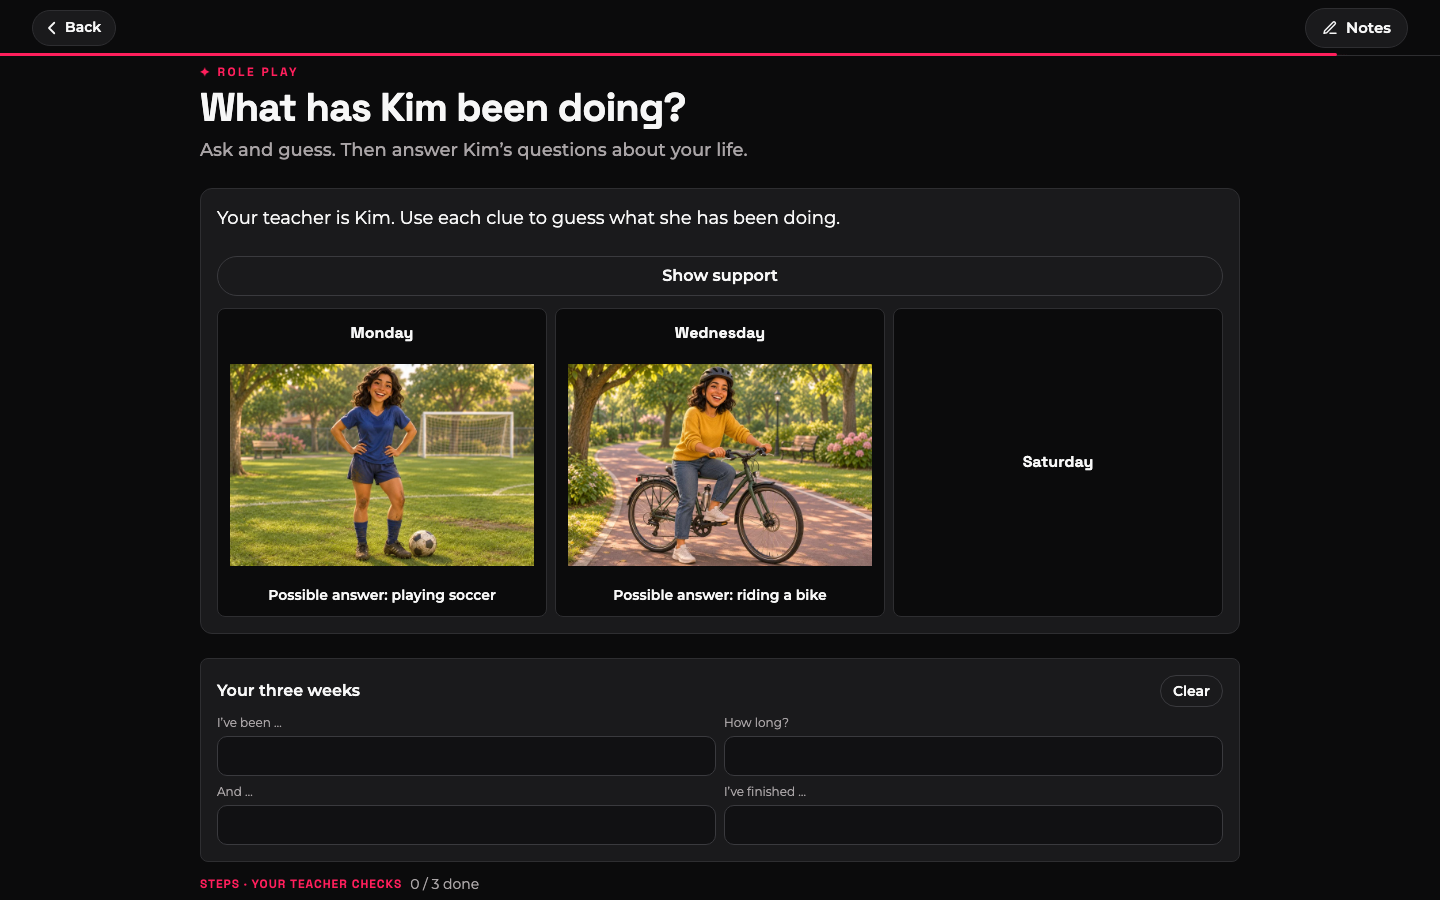 Back
Notes
ROLE PLAY
What has Kim been doing?
Ask and guess. Then answer Kim's questions about your life.
Your teacher is Kim. Use each clue to guess what she has been doing.
Show support
Monday
Possible answer: playing soccer
Wednesday
Possible answer: riding a bike
Saturday
Your three weeks
Clear
I've been ...
How long?
And ...
I've finished ...
STEPS · YOUR TEACHER CHECKS 0 / 3 done